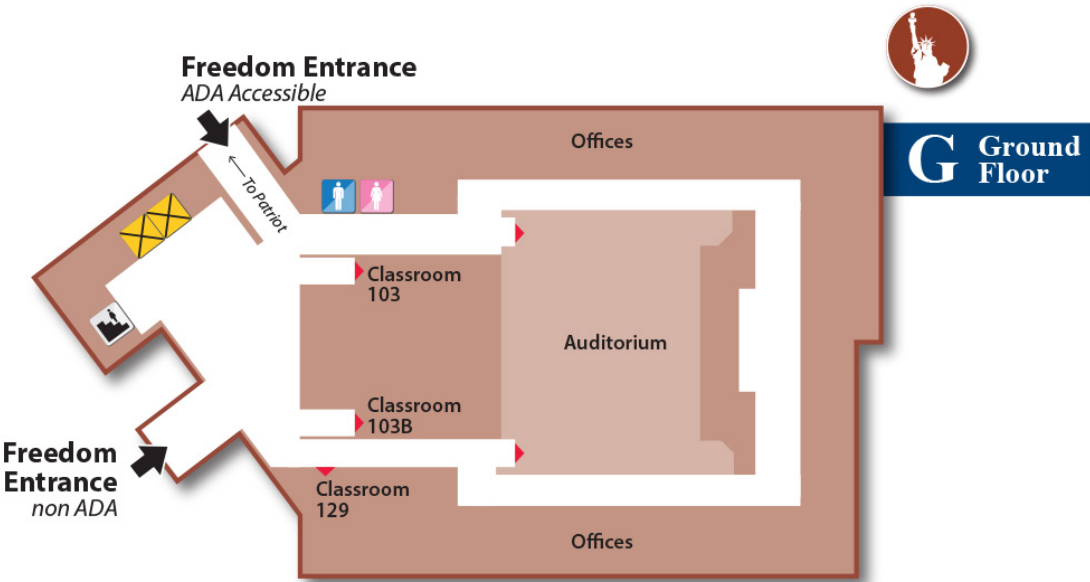 Freedom Entrance
ADA Accessible
Offices
G Ground
Floor
To Patriot
Classroom
103
Auditorium
Classroom
103B
Freedom
Entrance
non ADA
Classroom
129
Offices